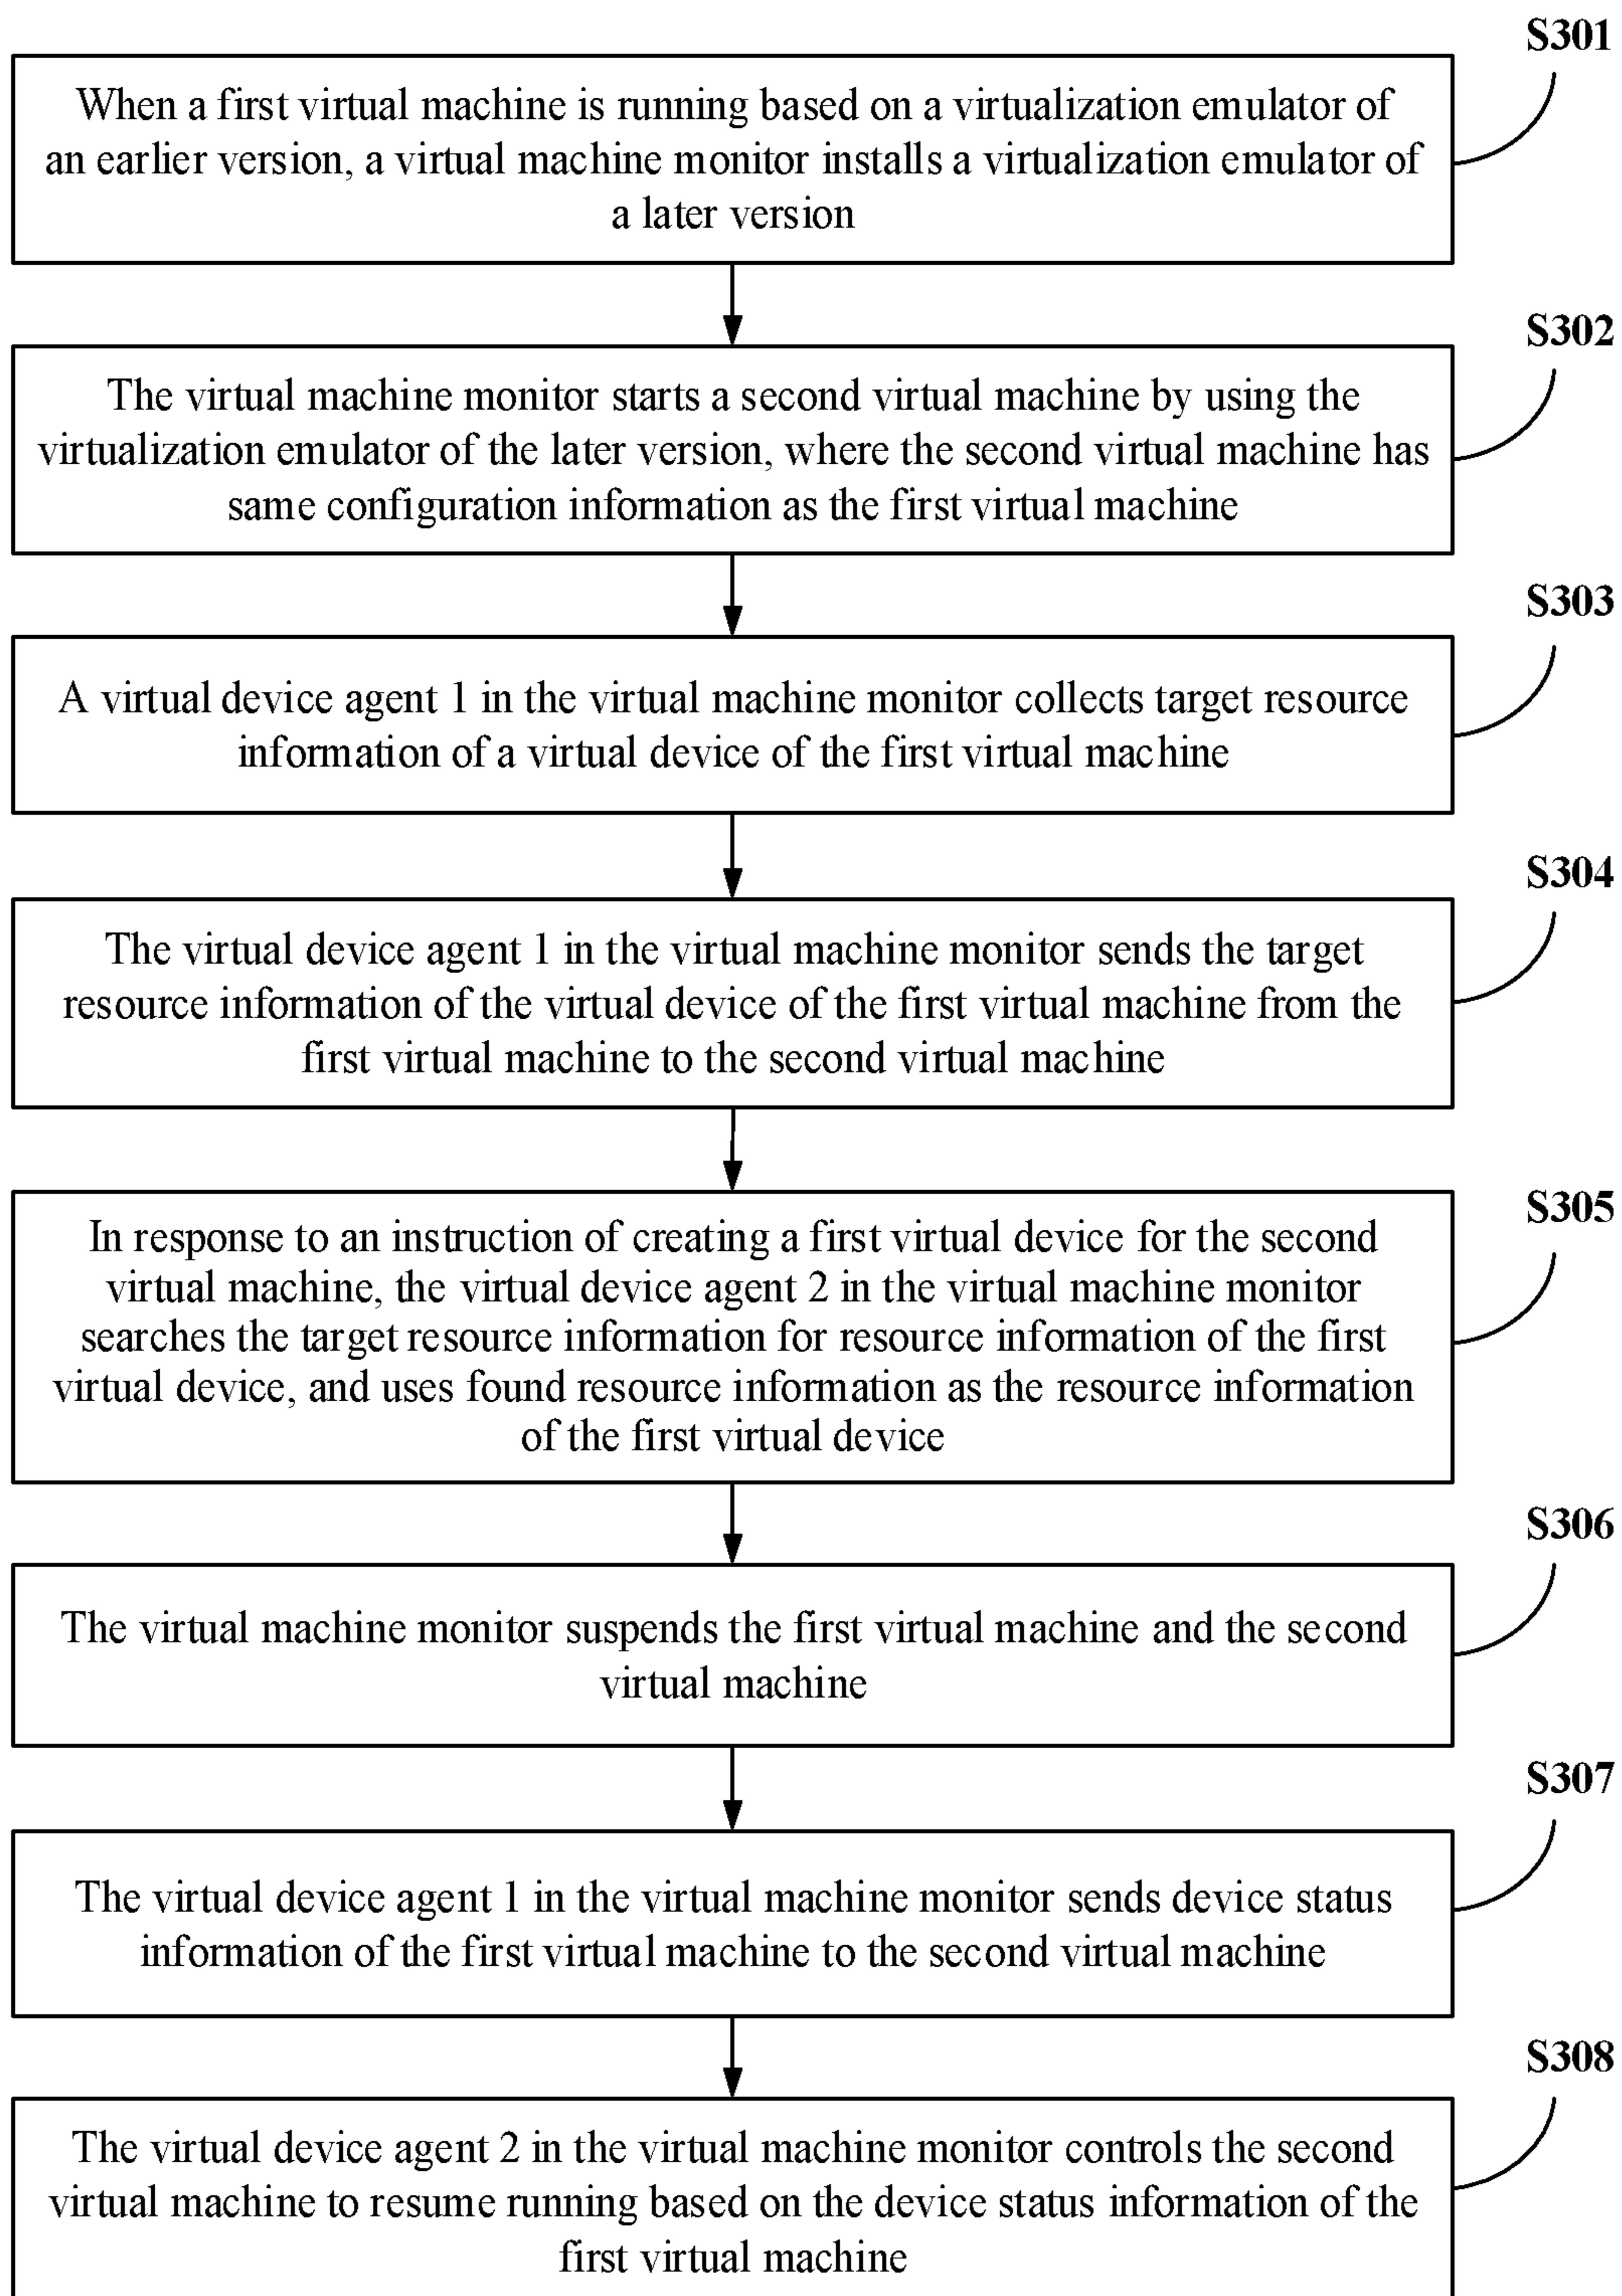 S301
When a first virtual machine is running based on a virtualization emulator of
an earlier version, a virtual machine monitor installs a virtualization emulator of
a later version
S302
The virtual machine monitor starts a second virtual machine by using the
virtualization emulator of the later version, where the second virtual machine has
same configuration information as the first virtual machine
S303
A virtual device agent 1 in the virtual machine monitor collects target resource
information of a virtual device of the first virtual machine
S304
The virtual device agent 1 in the virtual machine monitor sends the target
resource information of the virtual device of the first virtual machine from the
first virtual machine to the second virtual machine
S305
In response to an instruction of creating a first virtual device for the second
virtual machine, the virtual device agent 2 in the virtual machine monitor
searches the target resource information for resource information of the first
virtual device, and uses found resource information as the resource information
of the first virtual device
S306
The virtual machine monitor suspends the first virtual machine and the second
virtual machine
S307
The virtual device agent 1 in the virtual machine monitor sends device status
information of the first virtual machine to the second virtual machine
S308
The virtual device agent 2 in the virtual machine monitor controls the second
virtual machine to resume running based on the device status information of the
first virtual machine